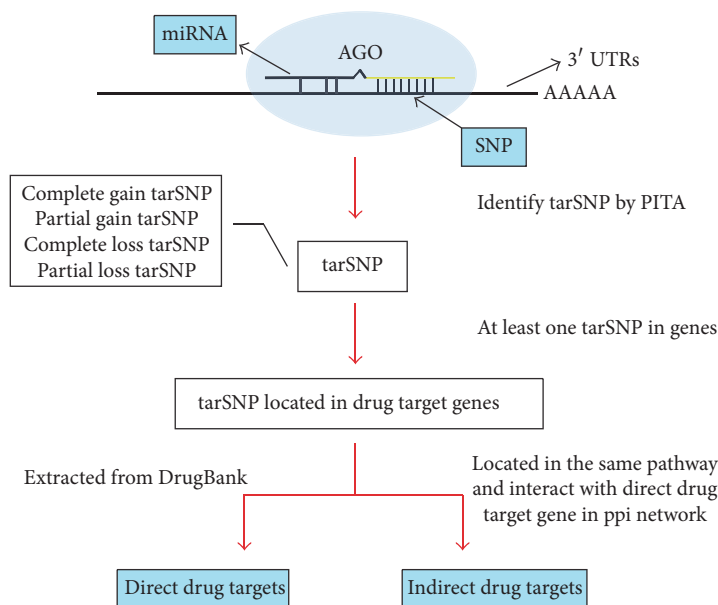 miRNA
AGO
3′ UTRs
AAAAA
SNP
Identify tarSNP by PITA
Complete gain tarSNP
Partial gain tarSNP
Complete loss tarSNP
Partial loss tarSNP
tarSNP
At least one tarSNP in genes
tarSNP located in drug target genes
Extracted from DrugBank
Located in the same pathway
and interact with direct drug
target gene in ppi network
Direct drug targets
Indirect drug targets